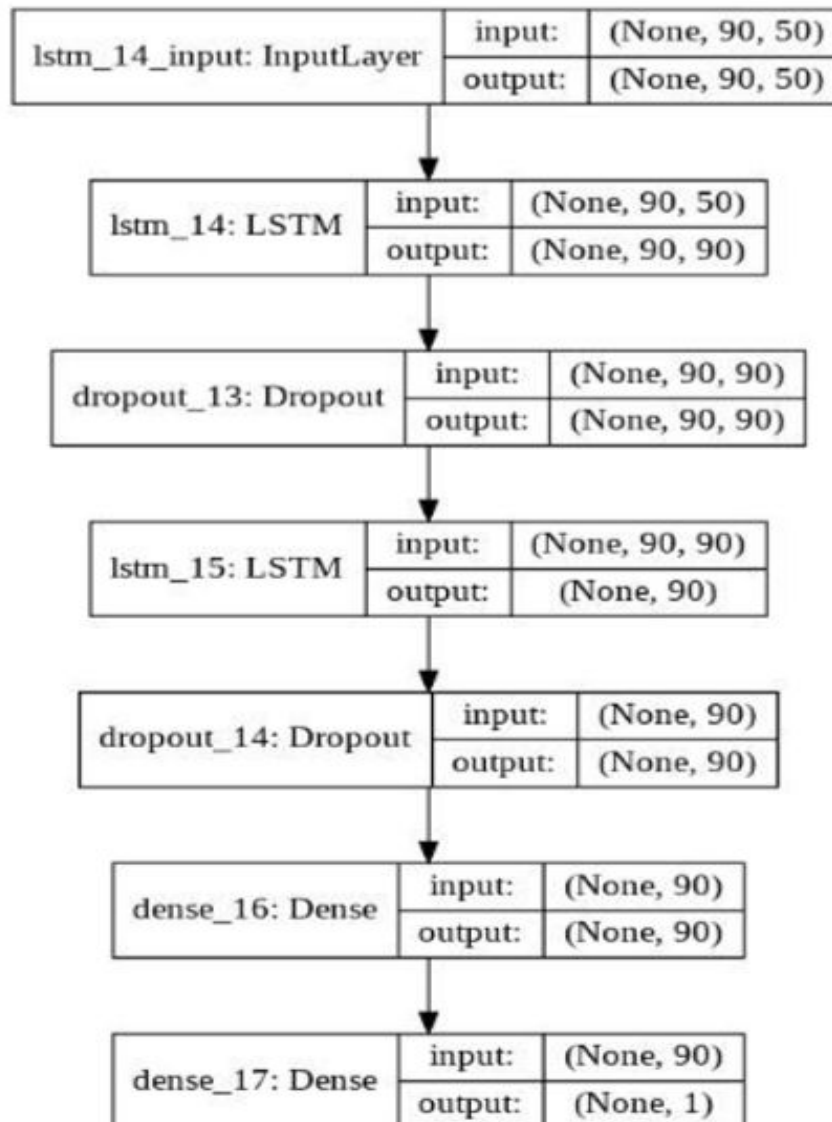 lstm_14_input: InputLayer
input: (None, 90, 50)
output: (None, 90, 50)
lstm_14: LSTM
input: (None, 90, 50)
output: (None, 90, 90)
dropout_13: Dropout
input: (None, 90, 90)
output: (None, 90, 90)
lstm_15: LSTM
input: (None, 90, 90)
output: (None, 90)
dropout_14: Dropout
input: (None, 90)
output: (None, 90)
dense_16: Dense
input: (None, 90)
output: (None, 90)
dense_17: Dense
input: (None, 90)
output: (None, 1)